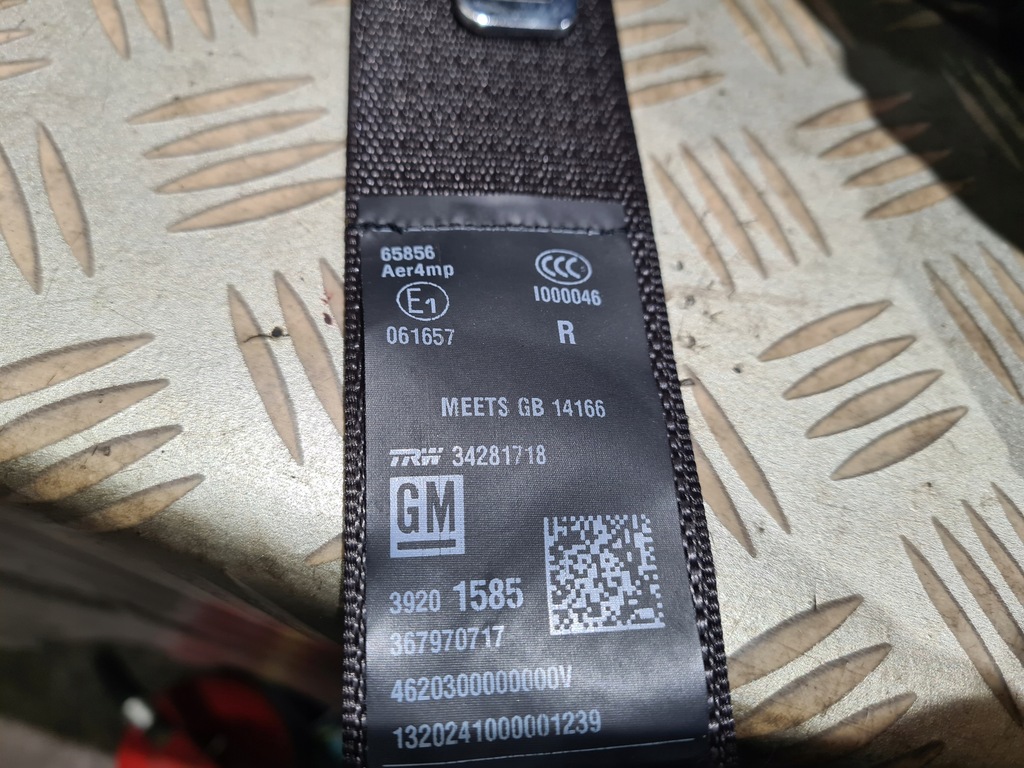 65856
Aer4mp
CCC
E1
I000046
061657
R
MEETS GB 14166
TRW 34281718
GM
3920 1585
367970717
4620300000000V
1320241000001239